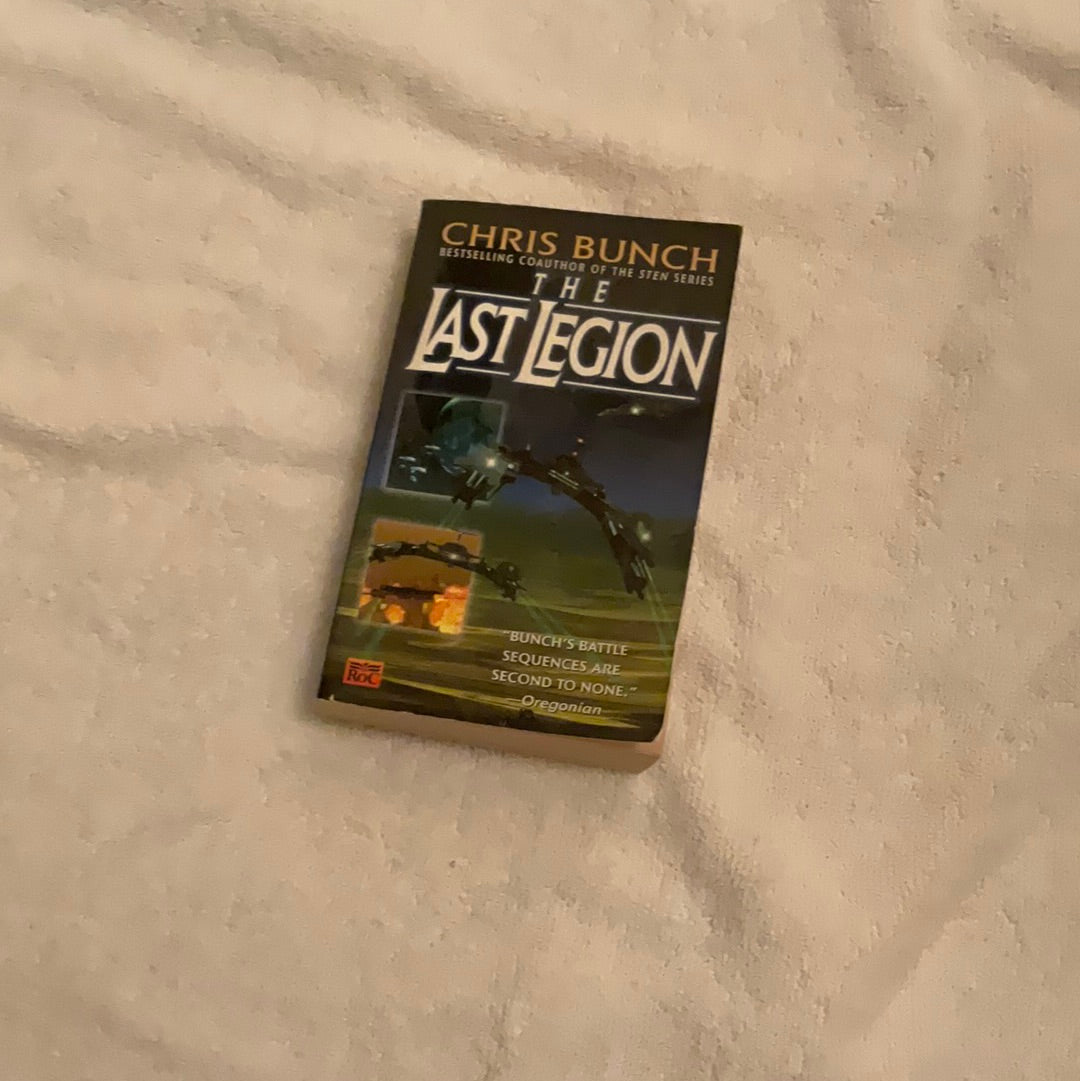 CHRIS BUNCH
BESTSELLING COAUTHOR OF THE STEN SERIES
THE
LAST LEGION
"BUNCH'S BATTLE
SEQUENCES ARE
SECOND TO NONE."
—Oregonian
ROC